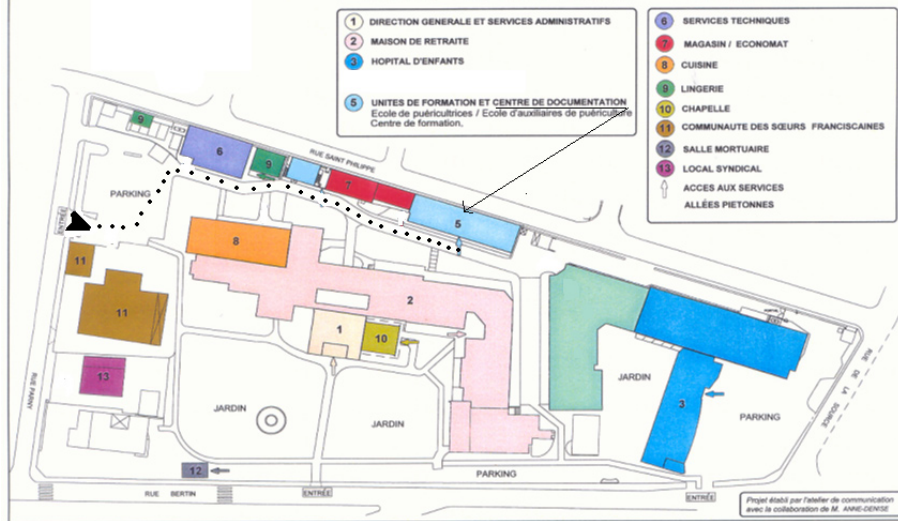 1 DIRECTION GENERALE ET SERVICES ADMINISTRATIFS
2 MAISON DE RETRAITE
3 HOPITAL D'ENFANTS
5 UNITES DE FORMATION ET CENTRE DE DOCUMENTATION
Ecole de puéricultrices / Ecole d'auxiliaires de puériculture
Centre de formation.
6 SERVICES TECHNIQUES
7 MAGASIN / ECONOMAT
8 CUISINE
9 LINGERIE
10 CHAPELLE
11 COMMUNAUTE DES SŒURS FRANCISCAINES
12 SALLE MORTUAIRE
13 LOCAL SYNDICAL
ACCES AUX SERVICES
ALLÉES PIETONNES
9
6
RUE SAINT PHILIPPE
9
7
PARKING
5
ENTRÉE
8
11
2
11
1
10
13
JARDIN
JARDIN
JARDIN
3
PARKING
RUE PARNY
RUE DE LA SOURCE
12
PARKING
RUE BERTIN
ENTRÉE
ENTRÉE
Projet établi par l'atelier de communication
avec la collaboration de M. ANNE-DENISE